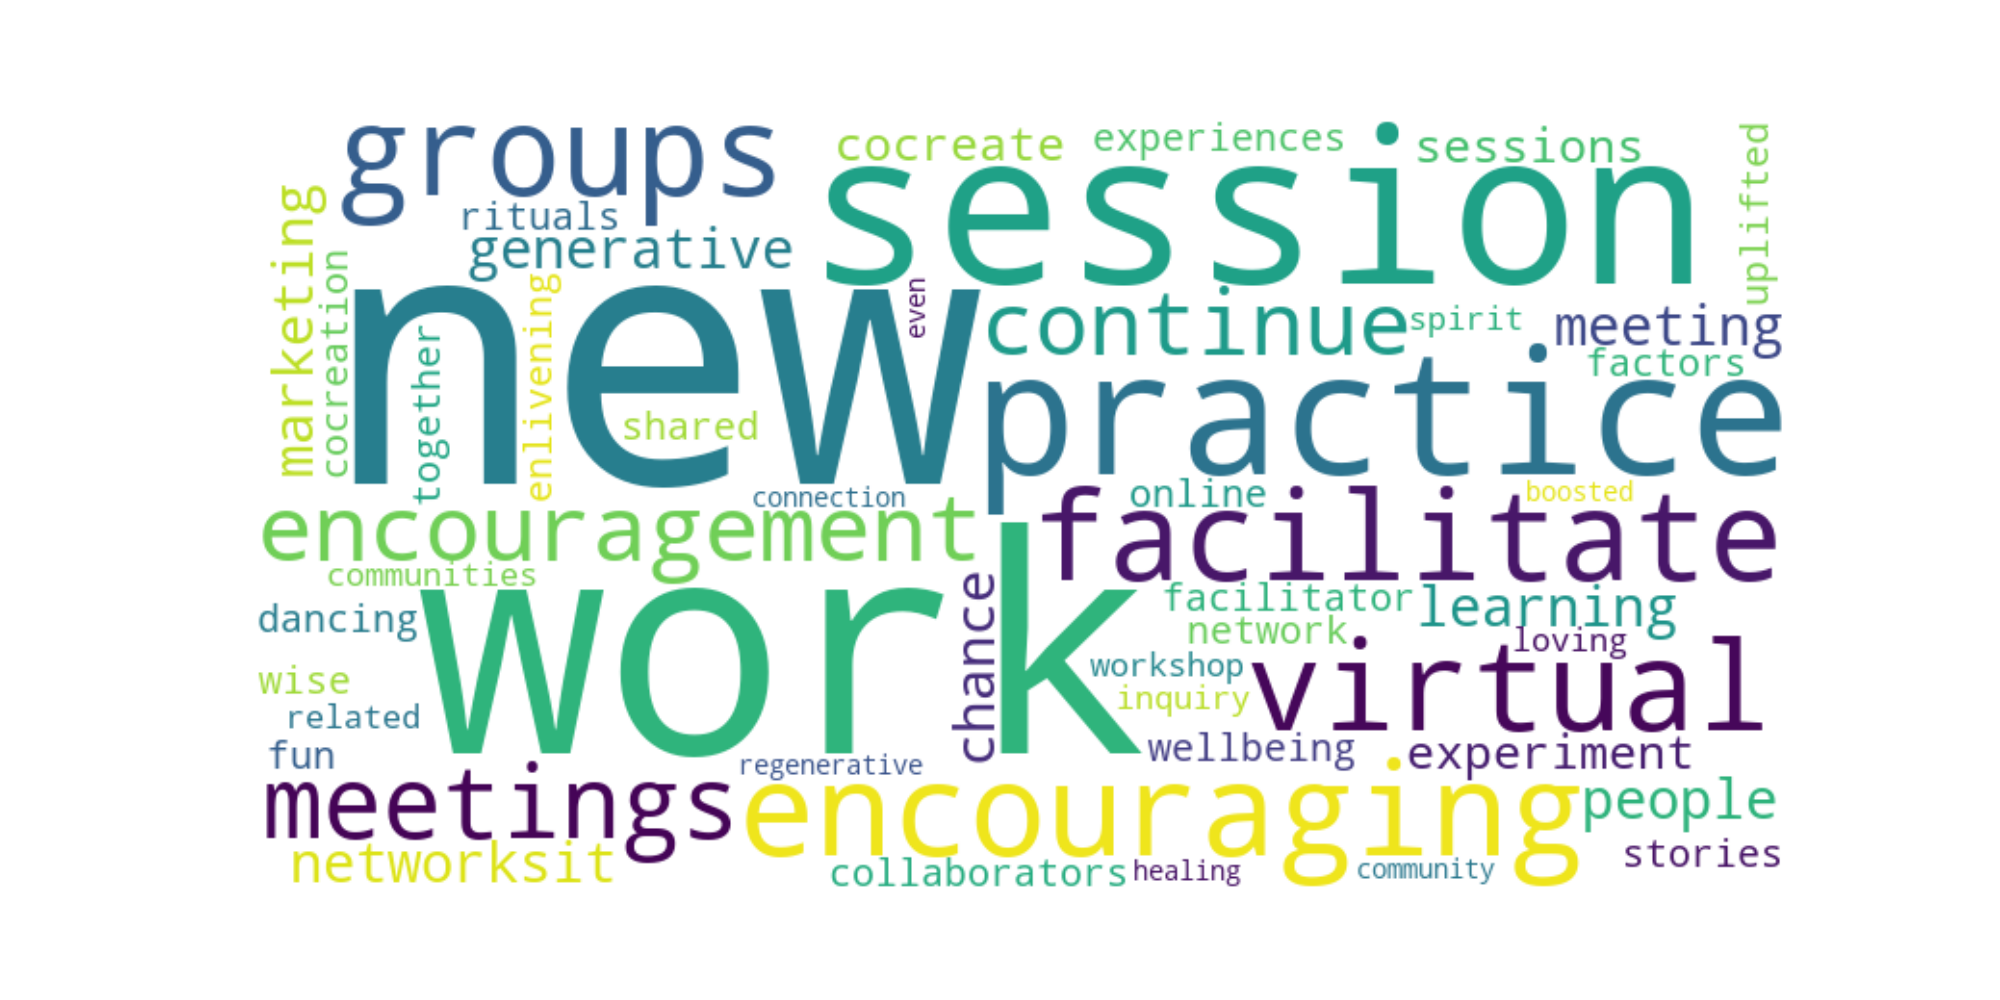 groups
cocreate
experiences
sessions
uplifted
session
marketing
rituals
generative
cocreation
new
even
continue
spirit
meeting
factors
together
enlivening
shared
practice
connection
online
boosted
encouragement
facilitate
communities
dancing
work
chance
facilitator
learning
network
loving
wise
workshop
virtual
related
inquiry
fun
wellbeing
experiment
regenerative
meetings
encouraging
people
networksit
collaborators
healing
community
stories